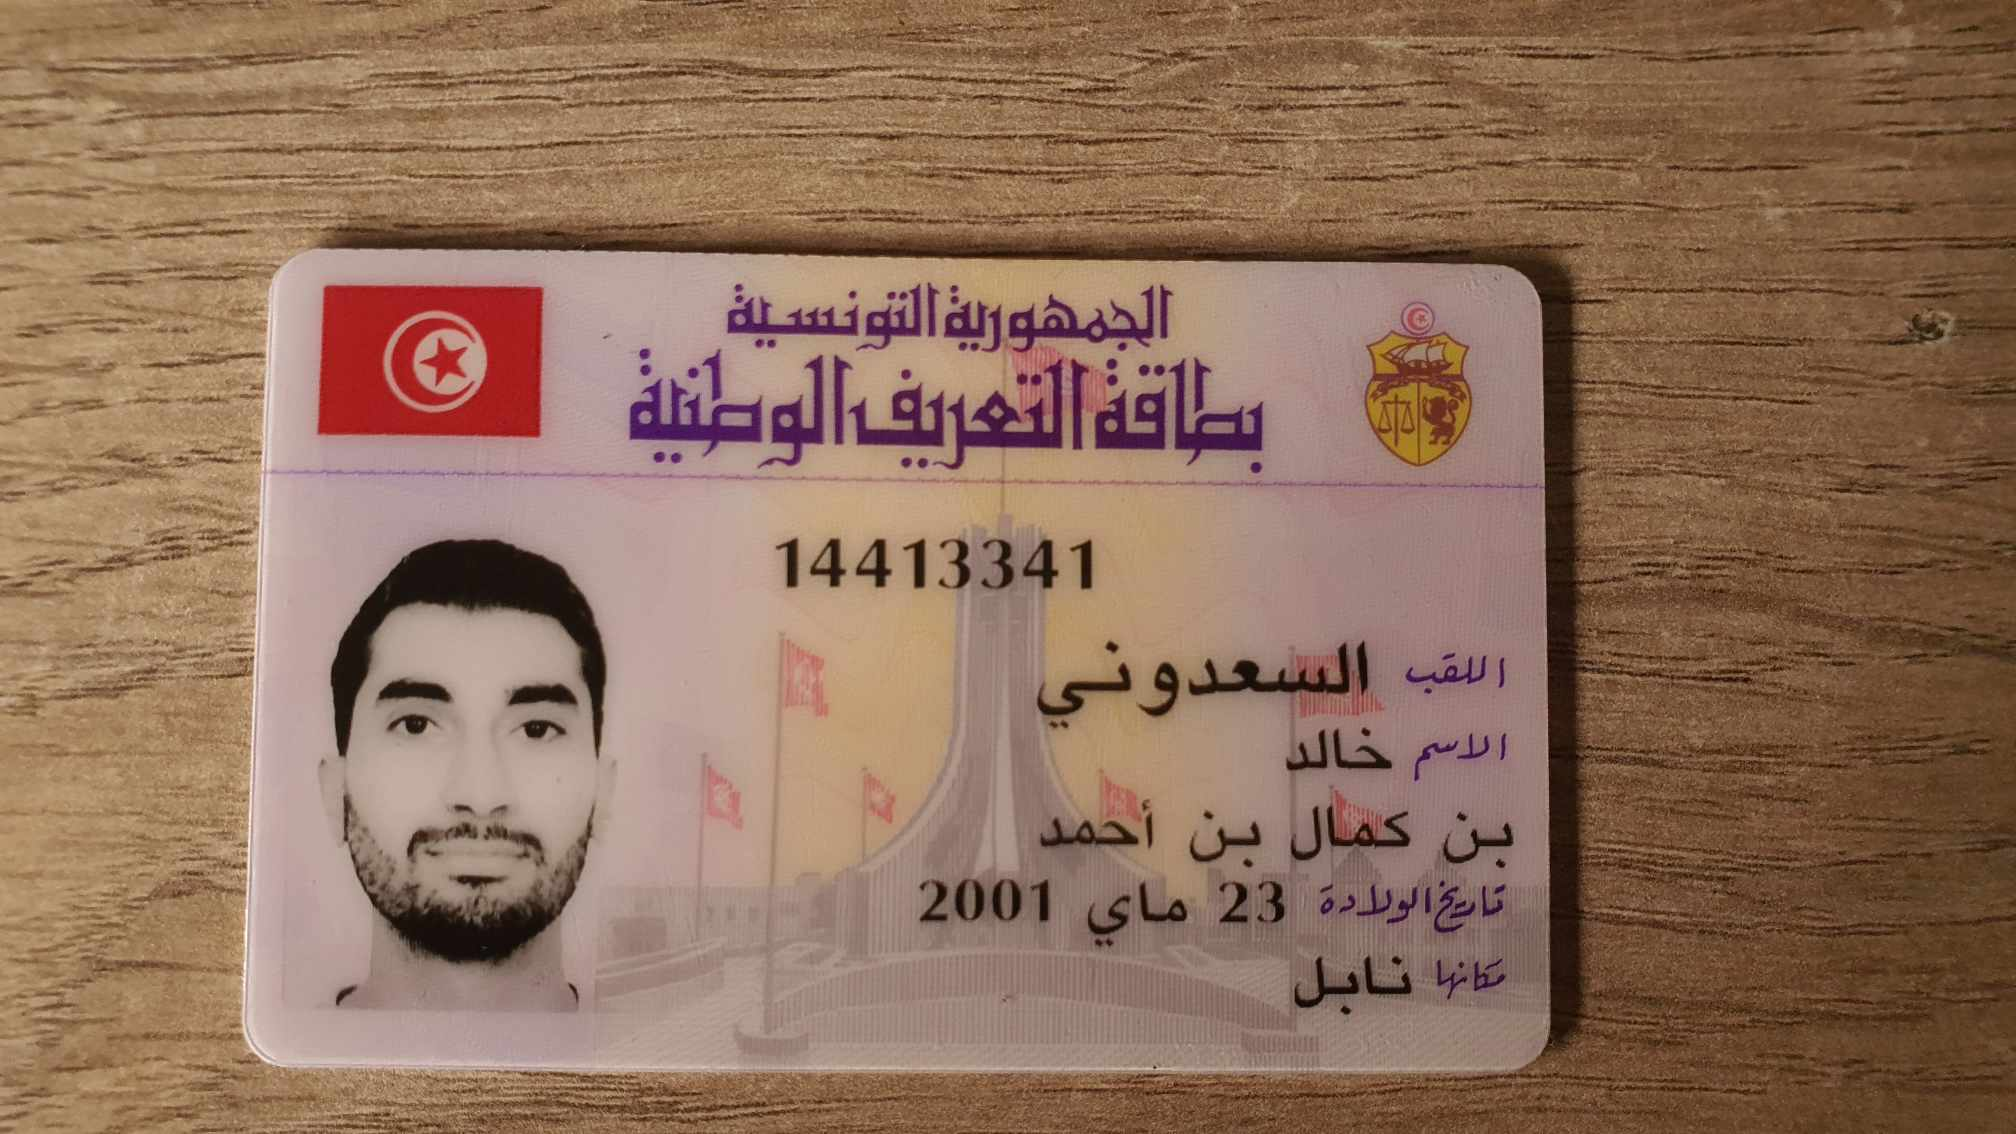 الجمهورية التونسية
بطاقة التعريف الوطنية
14413341
اللقب السعدوني
الاسم خالد
بن كمال بن أحمد
تاريخ الولادة 23 ماي 2001
مكانها نابل